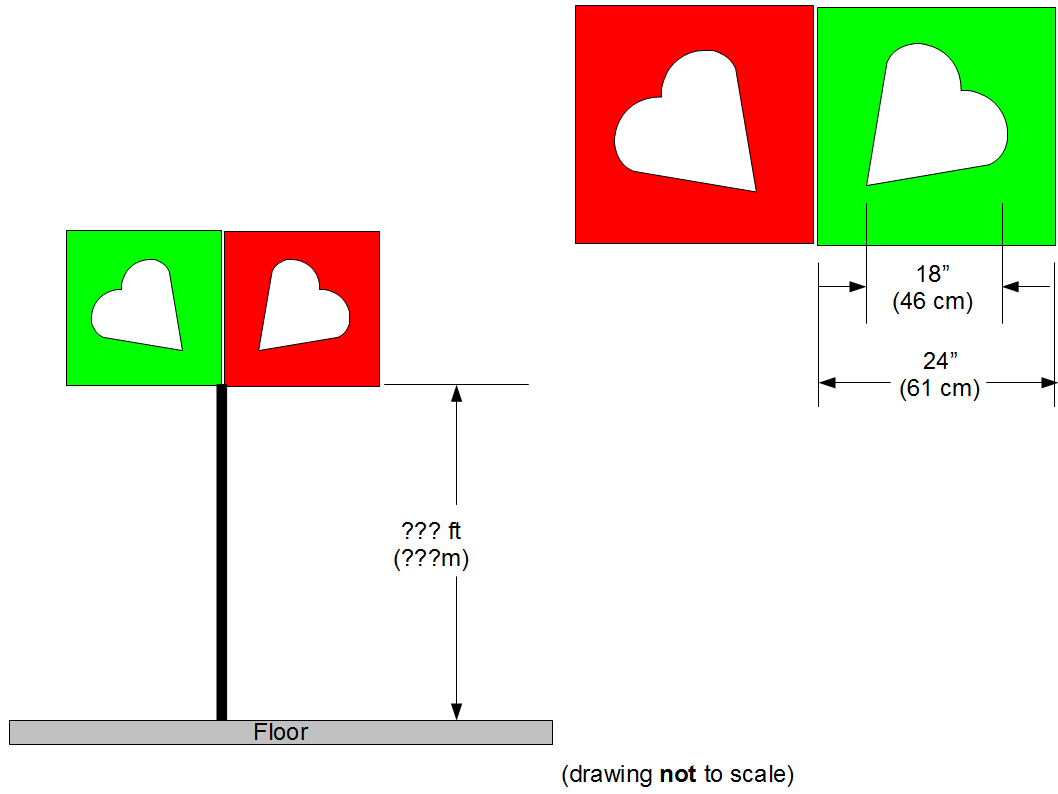 18”
(46 cm)
24”
(61 cm)
??? ft
(???m)
Floor
(drawing not to scale)